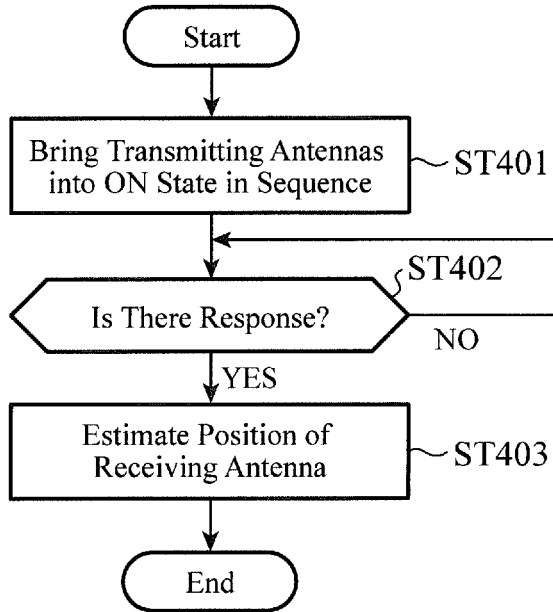 Start
Bring Transmitting Antennas
into ON State in Sequence
ST401
ST402
Is There Response?
NO
YES
Estimate Position of
Receiving Antenna
ST403
End